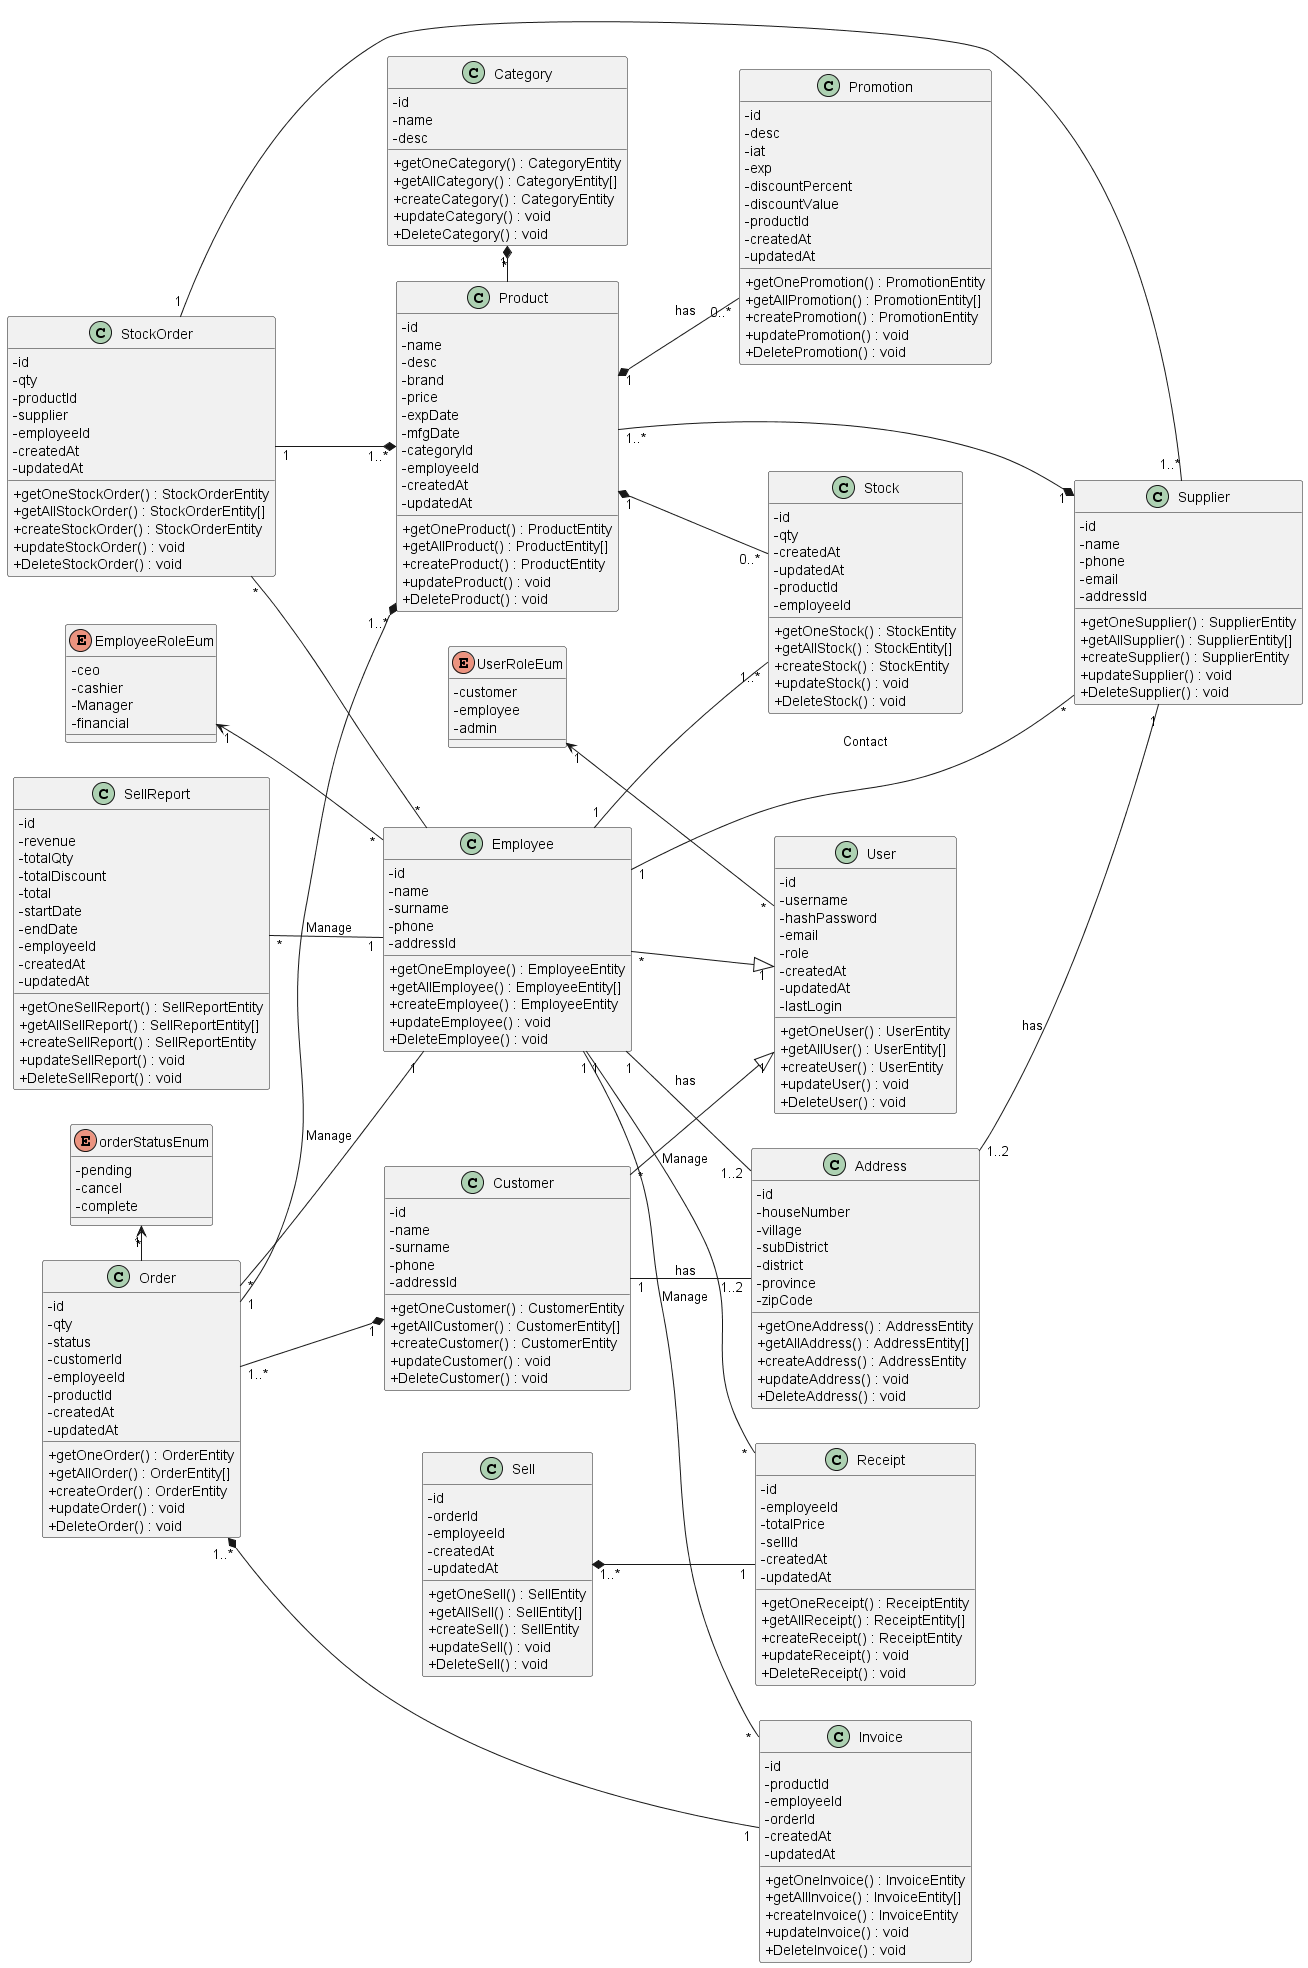 C Category
-id
-name
-desc
+getOneCategory() : CategoryEntity
+getAllCategory() : CategoryEntity[]
+createCategory() : CategoryEntity
+updateCategory() : void
+DeleteCategory() : void
C Promotion
-id
-desc
-iat
-exp
-discountPercent
-discountValue
-productId
-createdAt
-updatedAt
+getOnePromotion() : PromotionEntity
+getAllPromotion() : PromotionEntity[]
+createPromotion() : PromotionEntity
+updatePromotion() : void
+DeletePromotion() : void
1
1
has
0..*
1
C StockOrder
-id
-qty
-productId
-supplier
-employeeId
-createdAt
-updatedAt
+getOneStockOrder() : StockOrderEntity
+getAllStockOrder() : StockOrderEntity[]
+createStockOrder() : StockOrderEntity
+updateStockOrder() : void
+DeleteStockOrder() : void
1
1..*
*
C Product
-id
-name
-desc
-brand
-price
-expDate
-mfgDate
-categoryId
-employeeId
-createdAt
-updatedAt
+getOneProduct() : ProductEntity
+getAllProduct() : ProductEntity[]
+createProduct() : ProductEntity
+updateProduct() : void
+DeleteProduct() : void
1..*
1..*
1
0..*
C Stock
-id
-qty
-createdAt
-updatedAt
-productId
-employeeId
+getOneStock() : StockEntity
+getAllStock() : StockEntity[]
+createStock() : StockEntity
+updateStock() : void
+DeleteStock() : void
1..*
1..*
1
C Supplier
-id
-name
-phone
-email
-addressId
+getOneSupplier() : SupplierEntity
+getAllSupplier() : SupplierEntity[]
+createSupplier() : SupplierEntity
+updateSupplier() : void
+DeleteSupplier() : void
*
1
Contact
E EmployeeRoleEum
-ceo
-cashier
-Manager
-financial
1
E UserRoleEum
-customer
-employee
-admin
1
C SellReport
-id
-revenue
-totalQty
-totalDiscount
-total
-startDate
-endDate
-employeeId
-createdAt
-updatedAt
+getOneSellReport() : SellReportEntity
+getAllSellReport() : SellReportEntity[]
+createSellReport() : SellReportEntity
+updateSellReport() : void
+DeleteSellReport() : void
*
Manage
1
*
*
1
C Employee
-id
-name
-surname
-phone
-addressId
+getOneEmployee() : EmployeeEntity
+getAllEmployee() : EmployeeEntity[]
+createEmployee() : EmployeeEntity
+updateEmployee() : void
+DeleteEmployee() : void
1
*
1
1
1
1
C User
-id
-username
-hashPassword
-email
-role
-createdAt
-updatedAt
-lastLogin
+getOneUser() : UserEntity
+getAllUser() : UserEntity[]
+createUser() : UserEntity
+updateUser() : void
+DeleteUser() : void
*
1
1
has
has
Manage
Manage
E orderStatusEnum
-pending
-cancel
-complete
1
C Order
-id
-qty
-status
-customerId
-employeeId
-productId
-createdAt
-updatedAt
+getOneOrder() : OrderEntity
+getAllOrder() : OrderEntity[]
+createOrder() : OrderEntity
+updateOrder() : void
+DeleteOrder() : void
*
1
1..*
1..*
C Customer
-id
-name
-surname
-phone
-addressId
+getOneCustomer() : CustomerEntity
+getAllCustomer() : CustomerEntity[]
+createCustomer() : CustomerEntity
+updateCustomer() : void
+DeleteCustomer() : void
1
*
1
has
Manage
1..2
1..2
1..2
C Address
-id
-houseNumber
-village
-subDistrict
-district
-province
-zipCode
+getOneAddress() : AddressEntity
+getAllAddress() : AddressEntity[]
+createAddress() : AddressEntity
+updateAddress() : void
+DeleteAddress() : void
C Sell
-id
-orderId
-employeeId
-createdAt
-updatedAt
+getOneSell() : SellEntity
+getAllSell() : SellEntity[]
+createSell() : SellEntity
+updateSell() : void
+DeleteSell() : void
1..*
1
*
C Receipt
-id
-employeeId
-totalPrice
-sellId
-createdAt
-updatedAt
+getOneReceipt() : ReceiptEntity
+getAllReceipt() : ReceiptEntity[]
+createReceipt() : ReceiptEntity
+updateReceipt() : void
+DeleteReceipt() : void
*
1
C Invoice
-id
-productId
-employeeId
-orderId
-createdAt
-updatedAt
+getOneInvoice() : InvoiceEntity
+getAllInvoice() : InvoiceEntity[]
+createInvoice() : InvoiceEntity
+updateInvoice() : void
+DeleteInvoice() : void